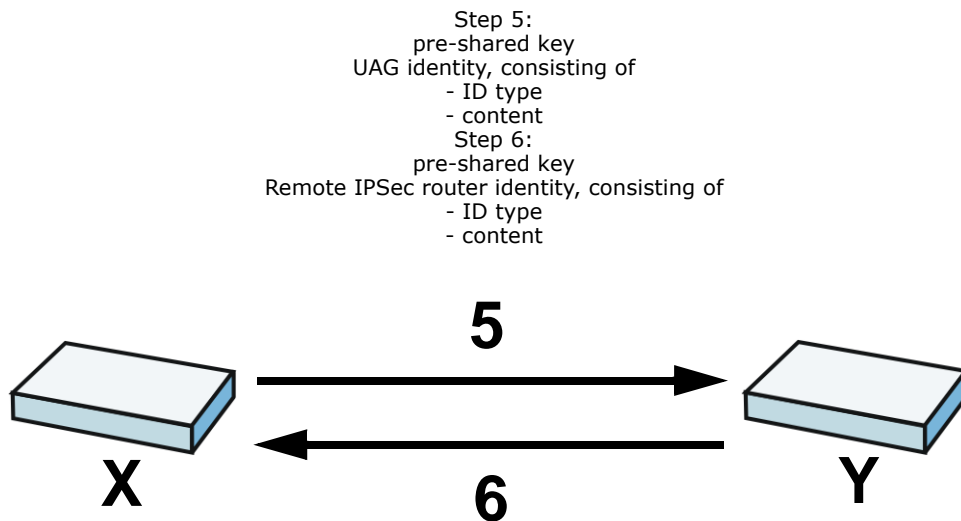 Step 5:
pre-shared key
UAG identity, consisting of
- ID type
- content
Step 6:
pre-shared key
Remote IPSec router identity, consisting of
- ID type
- content
5
X
Y
6